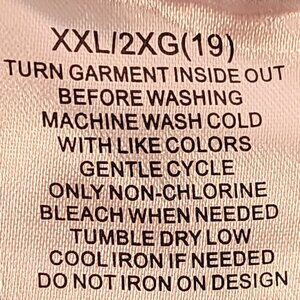 XXL/2XG(19)
TURN GARMENT INSIDE OUT
BEFORE WASHING
MACHINE WASH COLD
WITH LIKE COLORS
GENTLE CYCLE
ONLY NON-CHLORINE
BLEACH WHEN NEEDED
TUMBLE DRY LOW
COOL IRON IF NEEDED
DO NOT IRON ON DESIGN